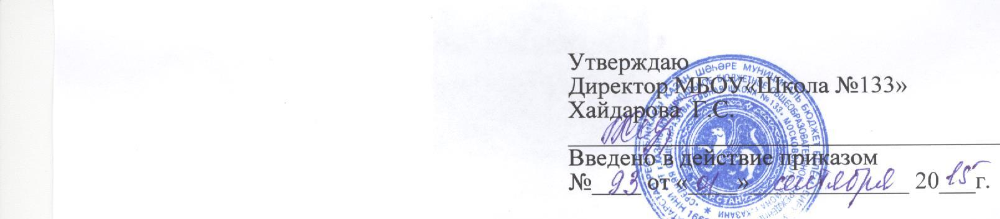 Утверждаю
Директор МБОУ«Школа №133»
Хайдарова Г.С.
Введено в действие приказом
№ 93 от « 01 » сентября 20 15 г.